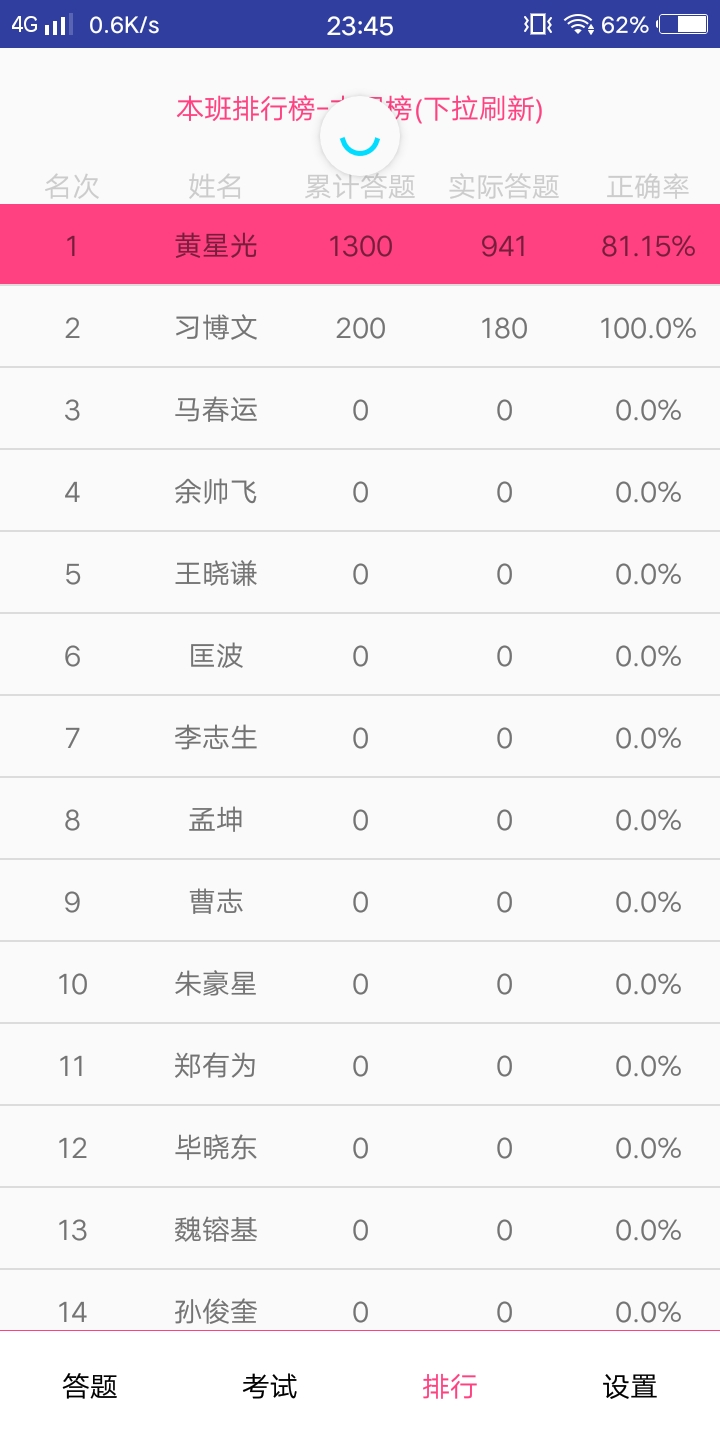 4G 0.6K/s 23:45 62%
本班排行榜- 榜(下拉刷新)
名次 姓名 累计答题 实际答题 正确率
1 黄星光 1300 941 81.15%
2 习博文 200 180 100.0%
3 马春运 0 0 0.0%
4 余帅飞 0 0 0.0%
5 王晓谦 0 0 0.0%
6 匡波 0 0 0.0%
7 李志生 0 0 0.0%
8 孟坤 0 0 0.0%
9 曹志 0 0 0.0%
10 朱豪星 0 0 0.0%
11 郑有为 0 0 0.0%
12 毕晓东 0 0 0.0%
13 魏镕基 0 0 0.0%
14 孙俊奎 0 0 0.0%
答题 考试 排行 设置